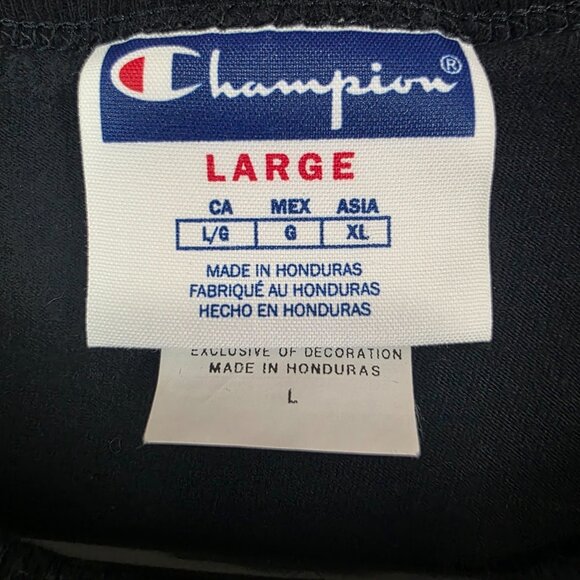 Champion®
LARGE
CA MEX ASIA
L/G G XL
MADE IN HONDURAS
FABRIQUÉ AU HONDURAS
HECHO EN HONDURAS
EXCLUSIVE OF DECORATION
MADE IN HONDURAS
L